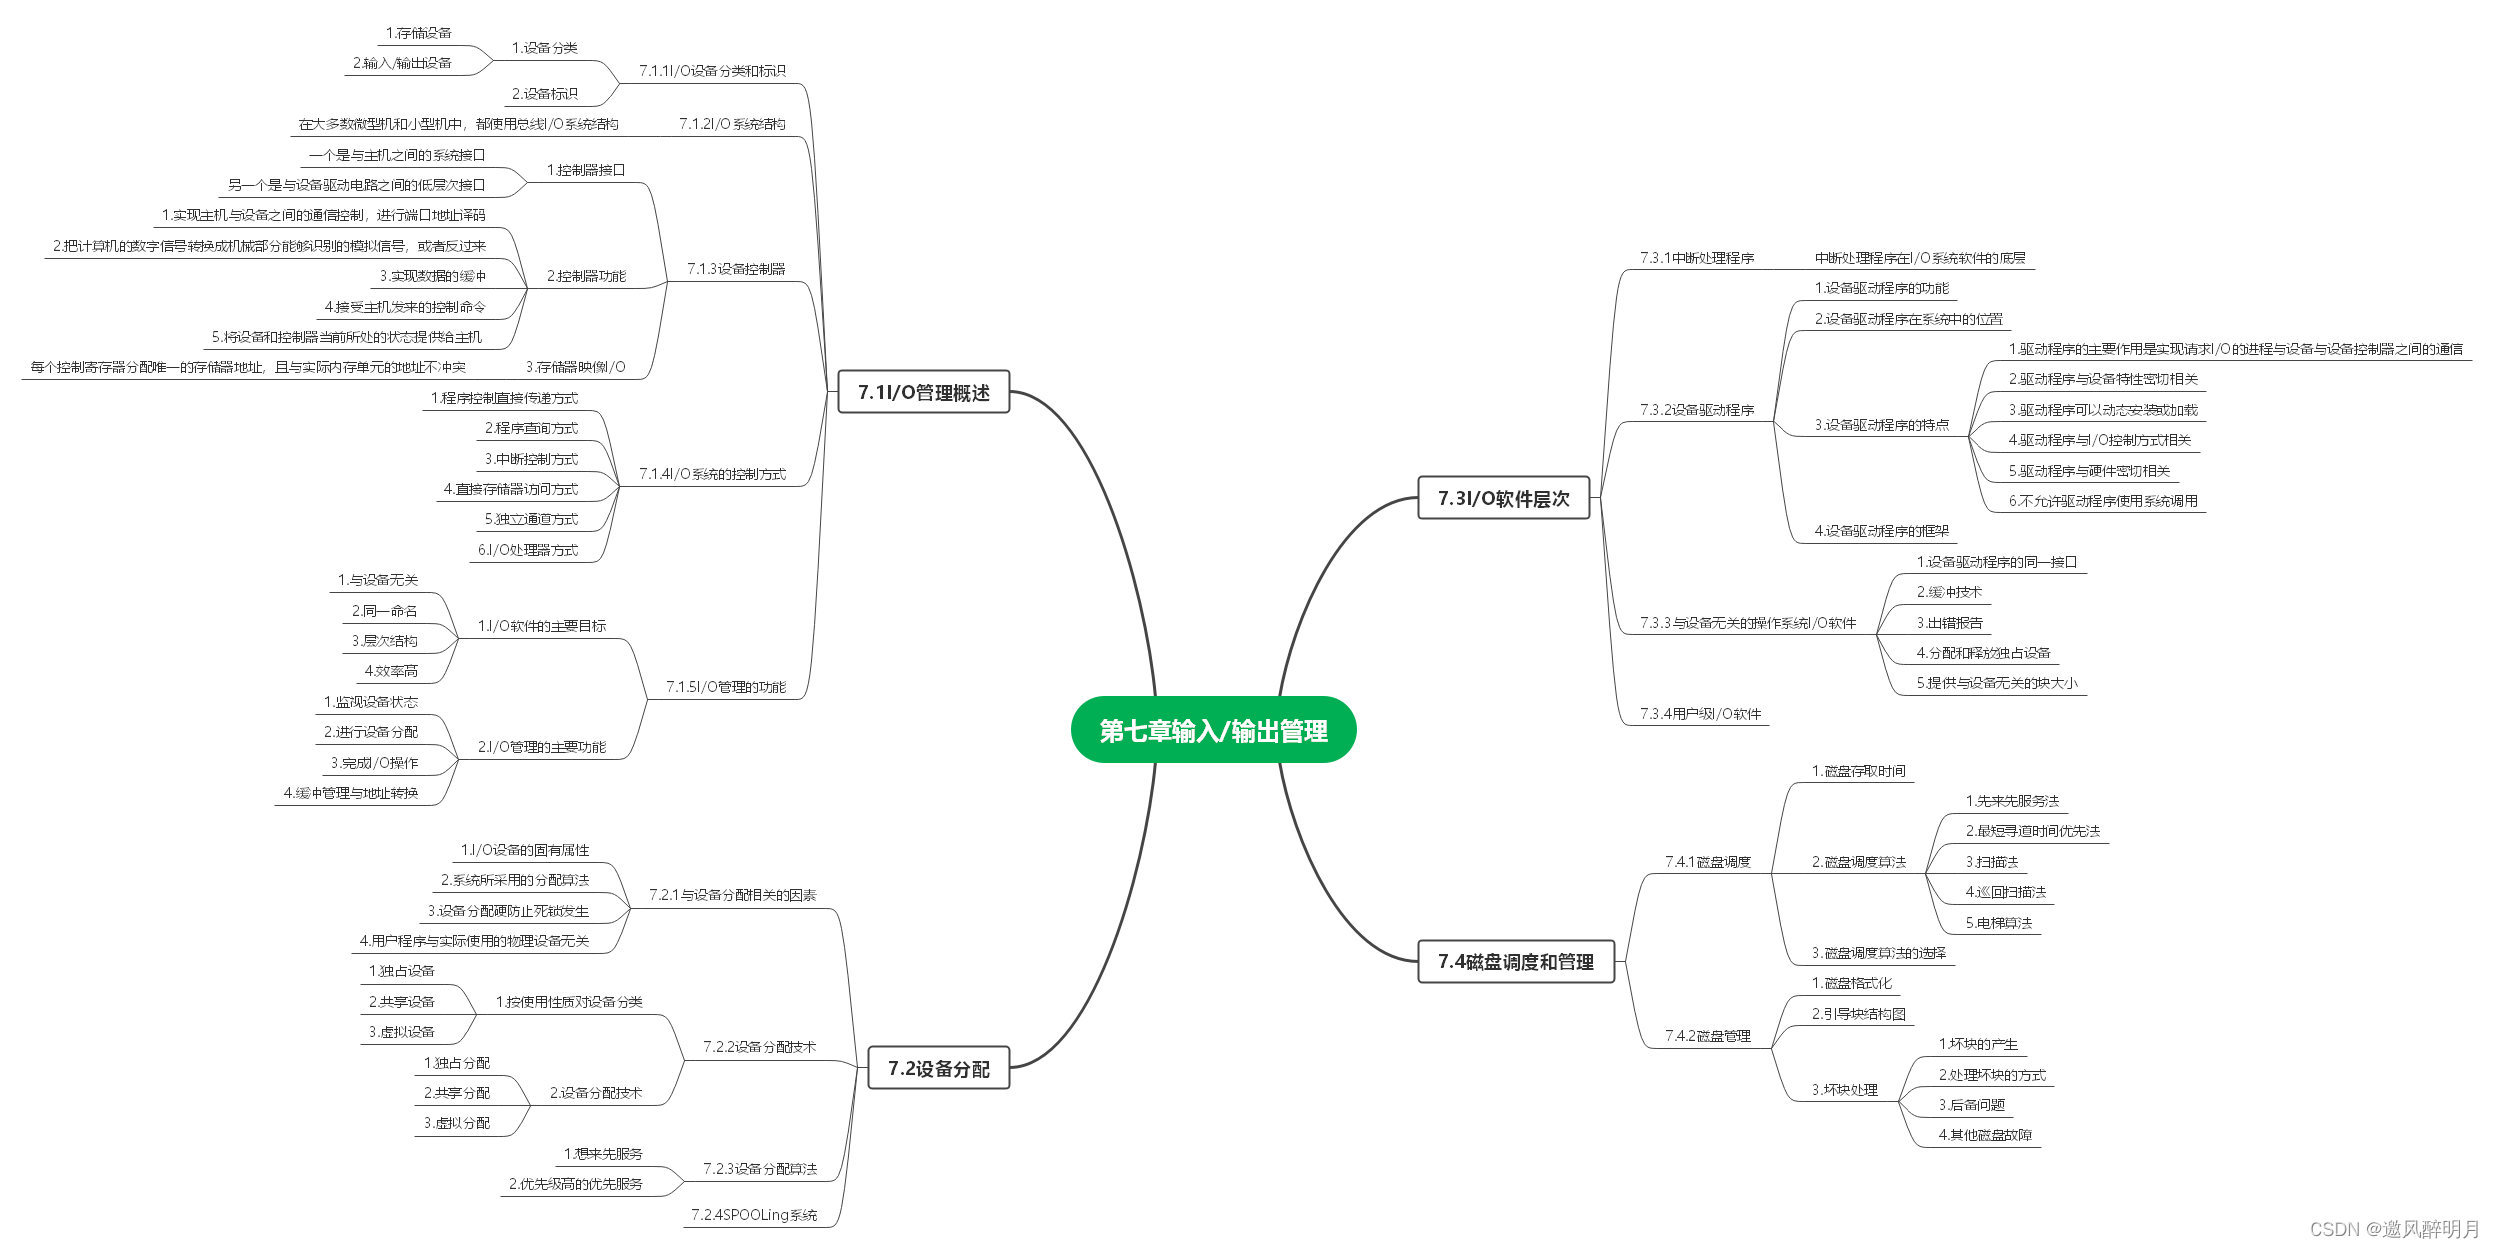 第七章输入/输出管理
7.1I/O管理概述
7.1.1I/O设备分类和标识
1.设备分类
1.存储设备
2.输入/输出设备
2.设备标识
7.1.2I/O系统结构
在大多数微型机和小型机中，都使用总线I/O系统结构
7.1.3设备控制器
1.控制器接口
一个是与主机之间的系统接口
另一个是与设备驱动电路之间的低层次接口
2.控制器功能
1.实现主机与设备之间的通信控制，进行端口地址译码
2.把计算机的数字信号转换成机械部分能够识别的模拟信号，或者反过来
3.实现数据的缓冲
4.接受主机发来的控制命令
5.将设备和控制器当前所处的状态提供给主机
3.存储器映像I/O
每个控制寄存器分配唯一的存储器地址，且与实际内存单元的地址不冲突
7.1.4I/O系统的控制方式
1.程序控制直接传递方式
2.程序查询方式
3.中断控制方式
4.直接存储器访问方式
5.独立通道方式
6.I/O处理器方式
7.1.5I/O管理的功能
1.I/O软件的主要目标
1.与设备无关
2.同一命名
3.层次结构
4.效率高
2.I/O管理的主要功能
1.监视设备状态
2.进行设备分配
3.完成I/O操作
4.缓冲管理与地址转换
7.2设备分配
7.2.1与设备分配相关的因素
1.I/O设备的固有属性
2.系统所采用的分配算法
3.设备分配硬防止死锁发生
4.用户程序与实际使用的物理设备无关
7.2.2设备分配技术
1.按使用性质对设备分类
1.独占设备
2.共享设备
3.虚拟设备
2.设备分配技术
1.独占分配
2.共享分配
3.虚拟分配
7.2.3设备分配算法
1.想来先服务
2.优先级高的优先服务
7.2.4SPOOLing系统
7.3I/O软件层次
7.3.1中断处理程序
中断处理程序在I/O系统软件的底层
7.3.2设备驱动程序
1.设备驱动程序的功能
2.设备驱动程序在系统中的位置
3.设备驱动程序的特点
1.驱动程序的主要作用是实现请求I/O的进程与设备与设备控制器之间的通信
2.驱动程序与设备特性密切相关
3.驱动程序可以动态安装或加载
4.驱动程序与I/O控制方式相关
5.驱动程序与硬件密切相关
6.不允许驱动程序使用系统调用
4.设备驱动程序的框架
7.3.3与设备无关的操作系统I/O软件
1.设备驱动程序的同一接口
2.缓冲技术
3.出错报告
4.分配和释放独占设备
5.提供与设备无关的块大小
7.3.4用户级I/O软件
7.4磁盘调度和管理
7.4.1磁盘调度
1.磁盘存取时间
2.磁盘调度算法
1.先来先服务法
2.最短寻道时间优先法
3.扫描法
4.巡回扫描法
5.电梯算法
3.磁盘调度算法的选择
7.4.2磁盘管理
1.磁盘格式化
2.引导块结构图
3.坏块处理
1.坏块的产生
2.处理坏块的方式
3.后备问题
4.其他磁盘故障
CSDN @邀风醉明月